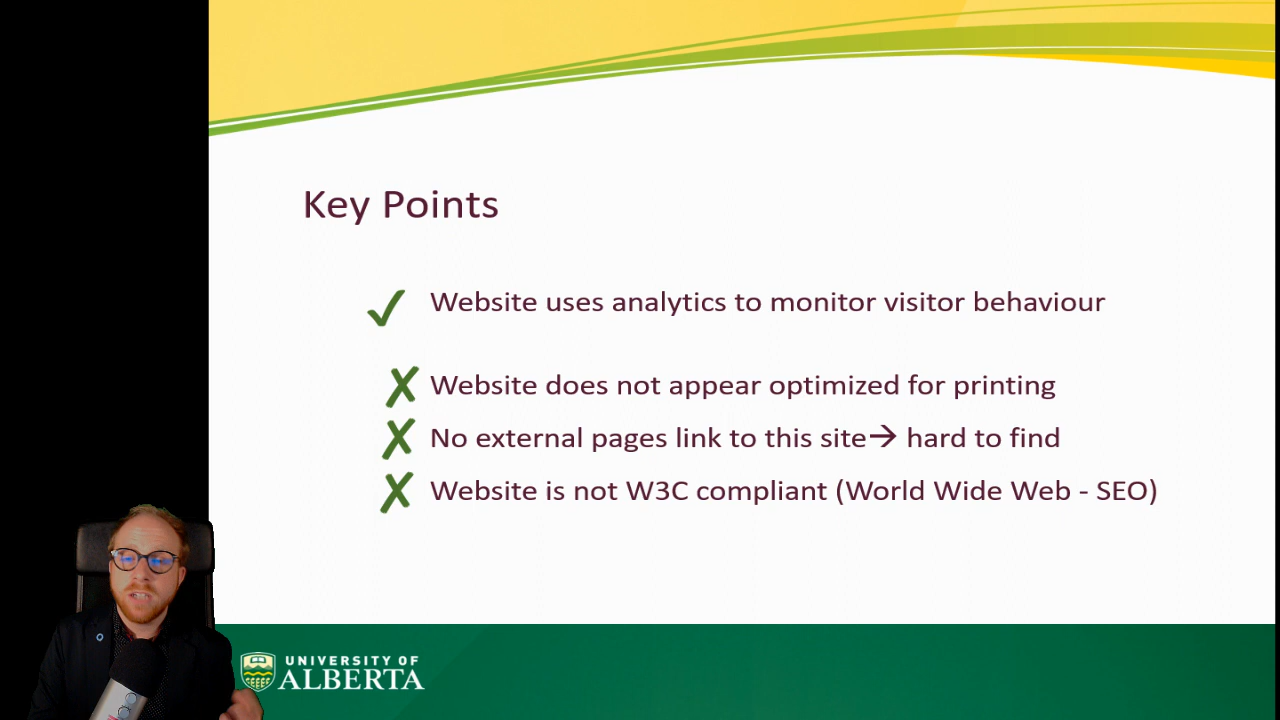 Key Points
Website uses analytics to monitor visitor behaviour
Website does not appear optimized for printing
No external pages link to this site→ hard to find
Website is not W3C compliant (World Wide Web - SEO)
UNIVERSITY OF
ALBERTA